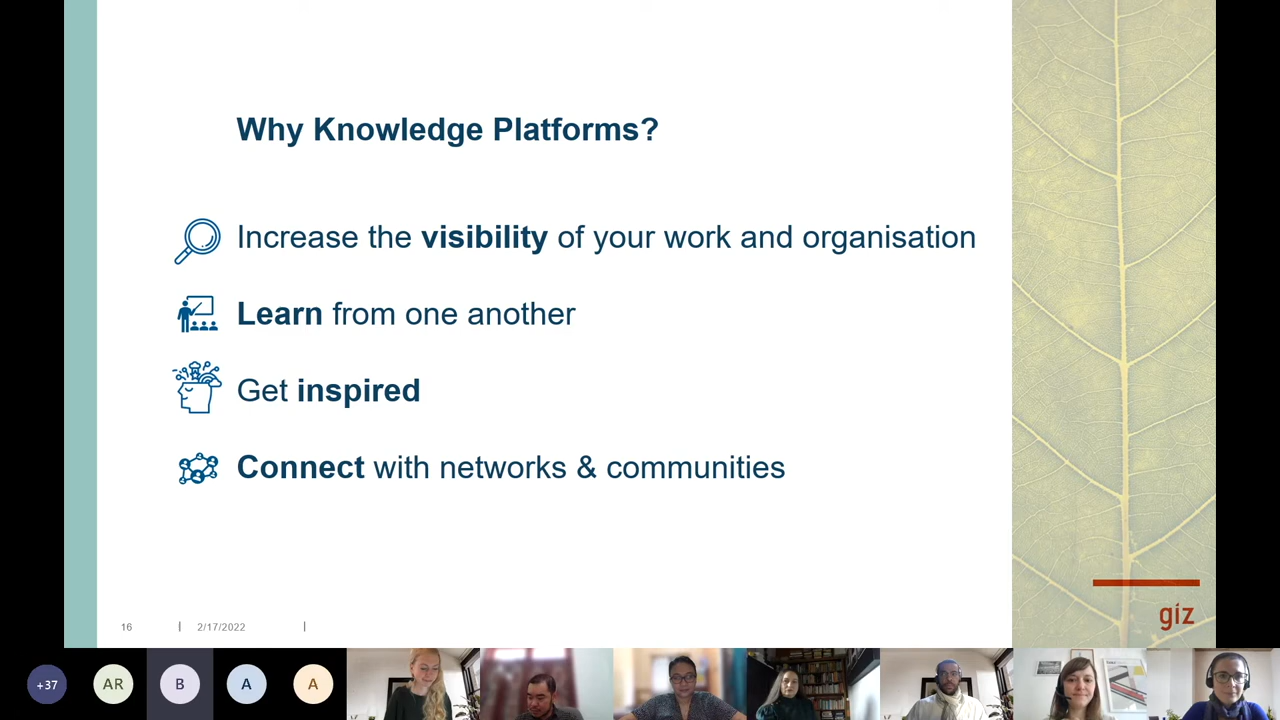 Why Knowledge Platforms?
Increase the visibility of your work and organisation
Learn from one another
Get inspired
Connect with networks & communities
16 | 2/17/2022 |
giz
+37 AR B A A